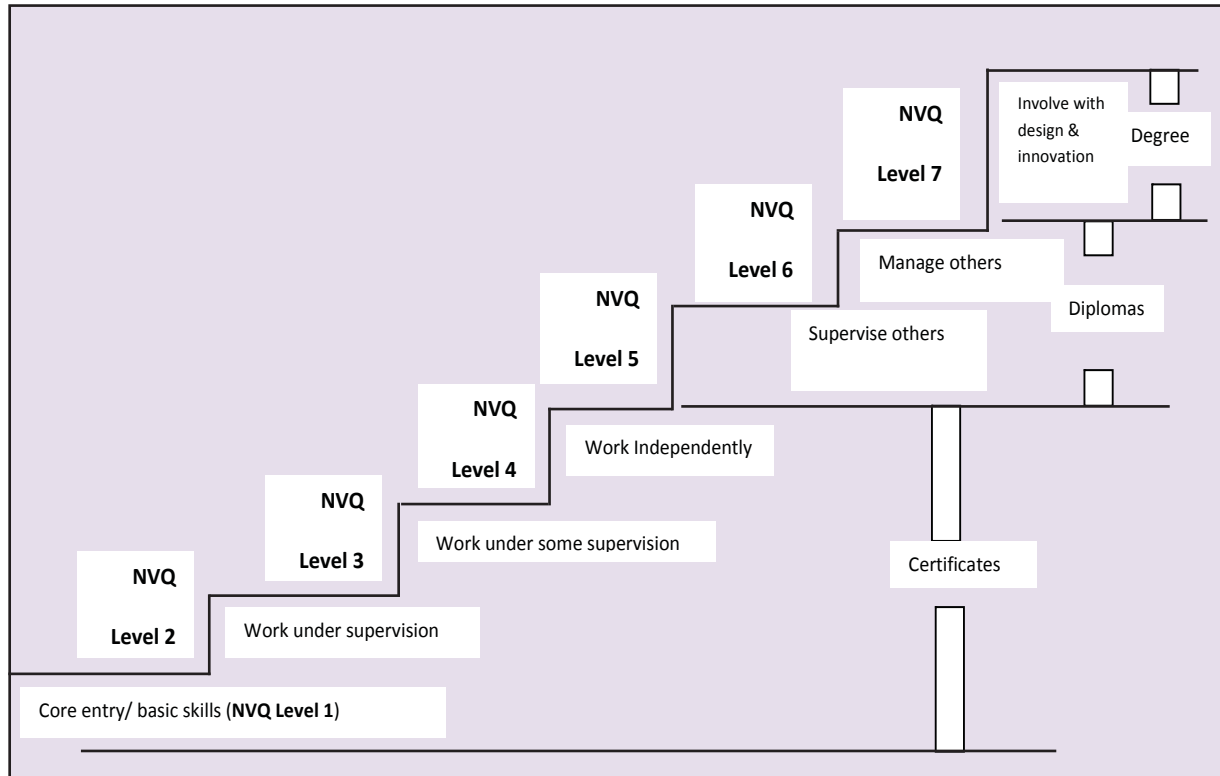 NVQ
Level 7
Involve with
design &
innovation
Degree
NVQ
Level 6
Manage others
NVQ
Level 5
Supervise others
Diplomas
NVQ
Level 4
Work Independently
NVQ
Level 3
Work under some supervision
Certificates
NVQ
Level 2
Work under supervision
Core entry/ basic skills (NVQ Level 1)